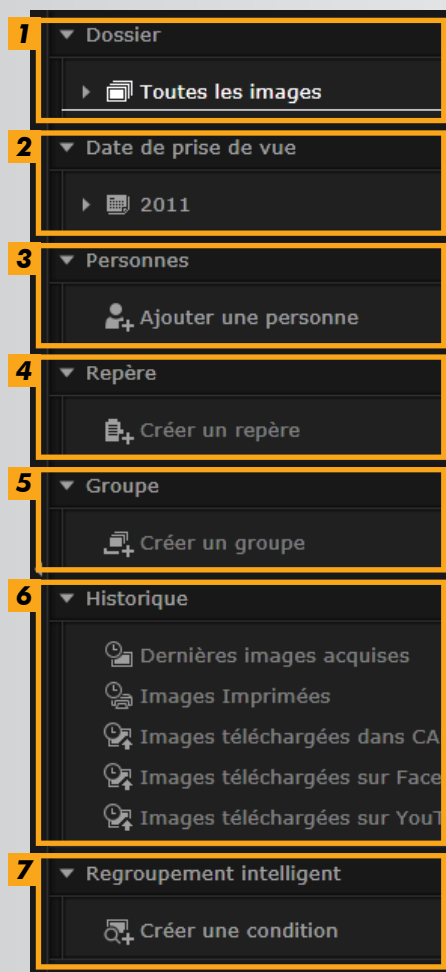 1 Dossier
Toutes les images
2 Date de prise de vue
2011
3 Personnes
Ajouter une personne
4 Repère
Créer un repère
5 Groupe
Créer un groupe
6 Historique
Dernières images acquises
Images Imprimées
Images téléchargées dans CA
Images téléchargées sur Face
Images téléchargées sur YouT
7 Regroupement intelligent
Créer une condition